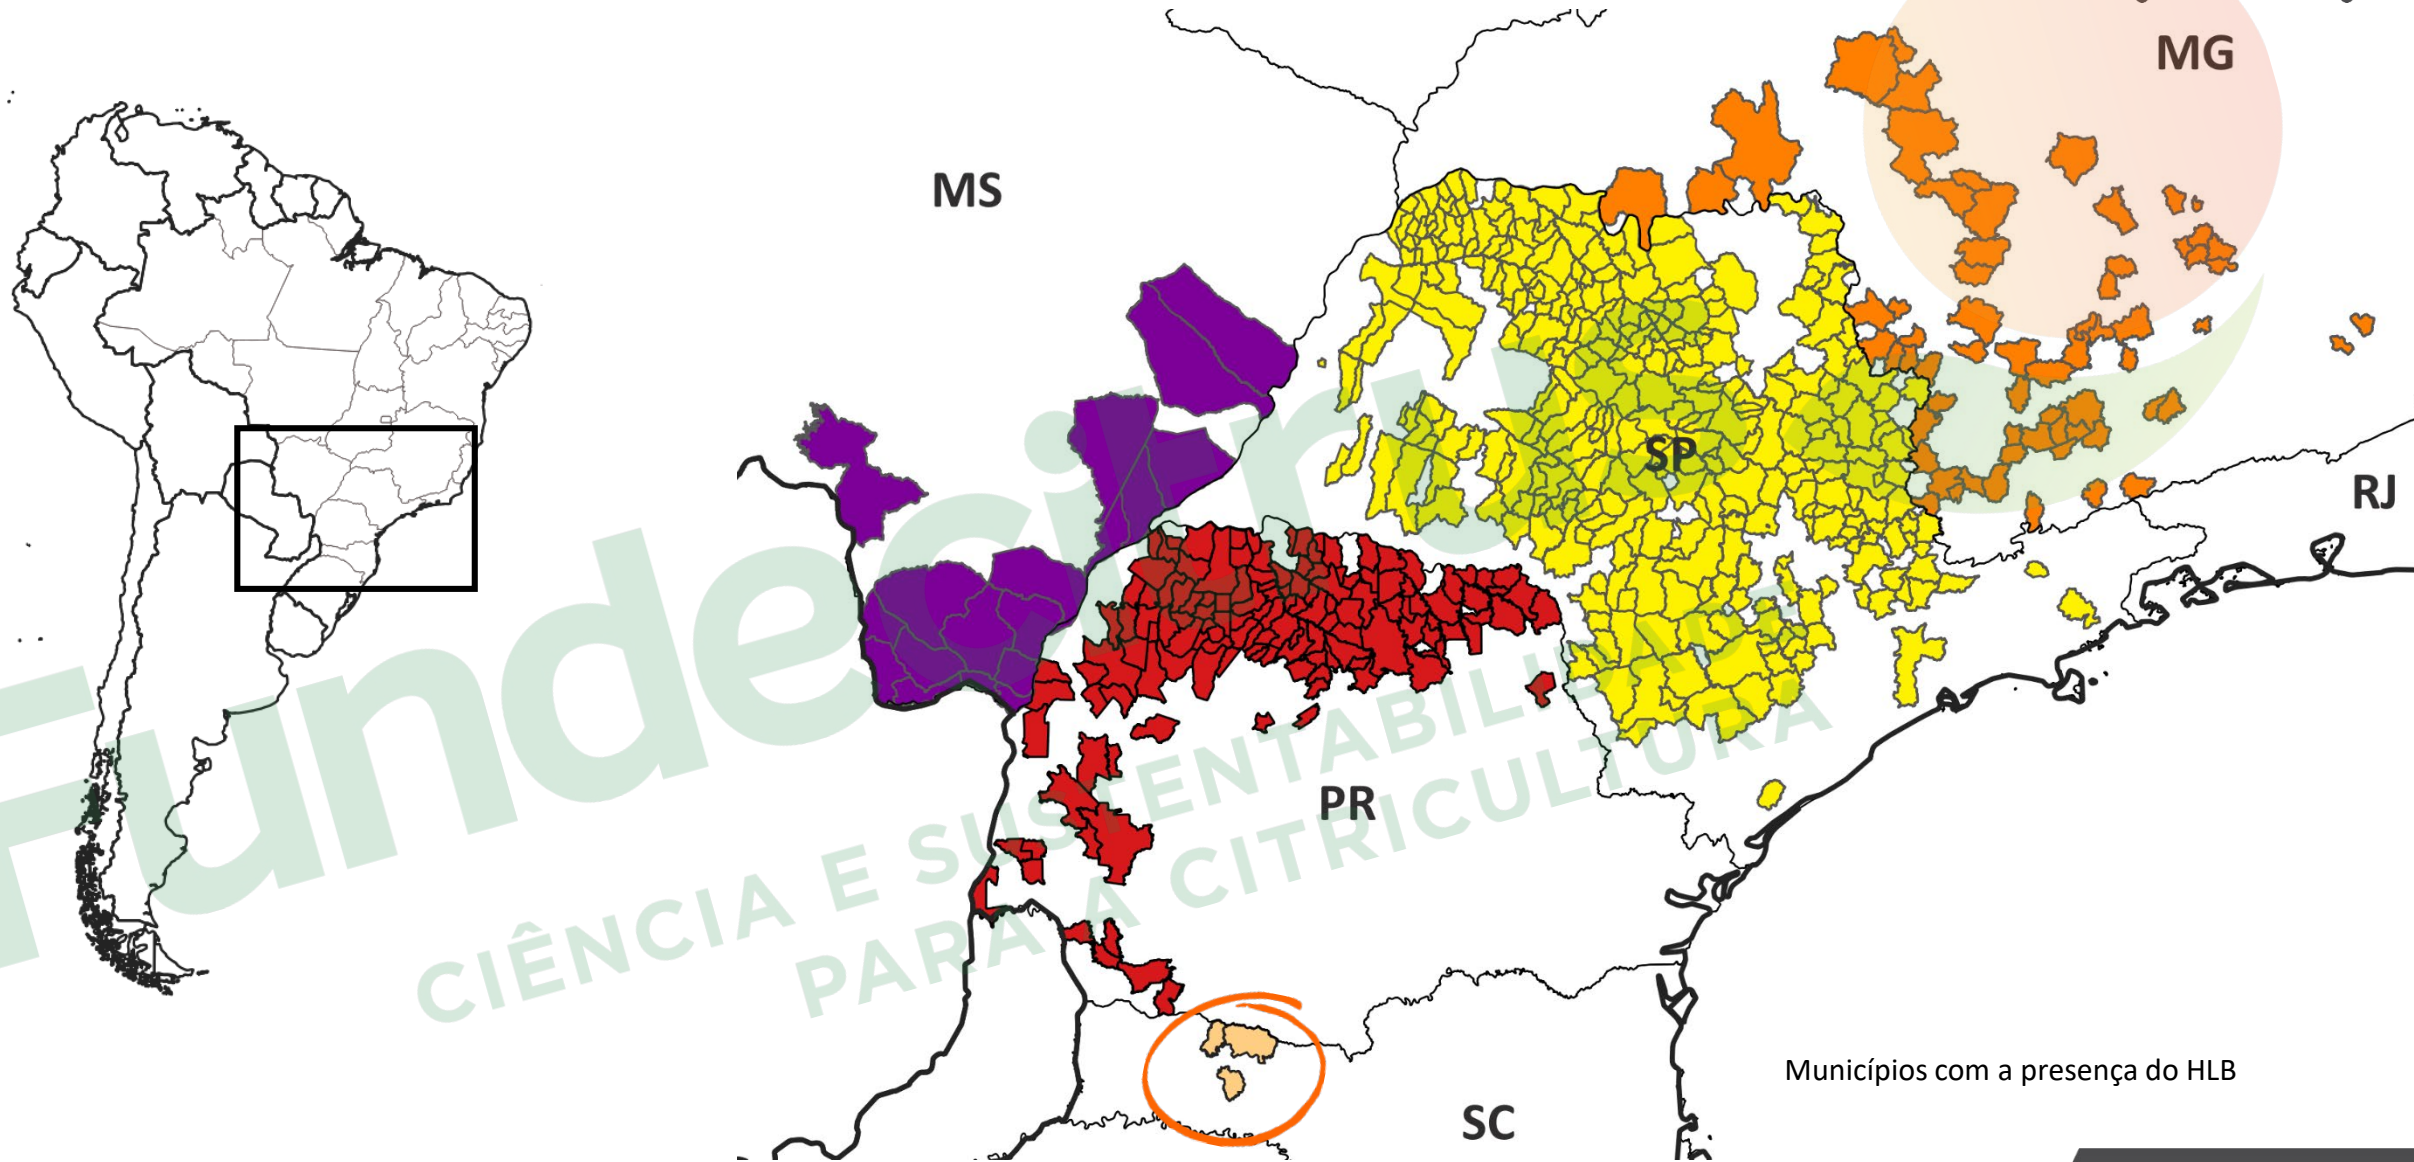 MG
MS
SP
RJ
PR
SC
Municípios com a presença do HLB
Fundecitrus
CIÊNCIA E SUSTENTABILIDADE
PARA A CITRICULTURA